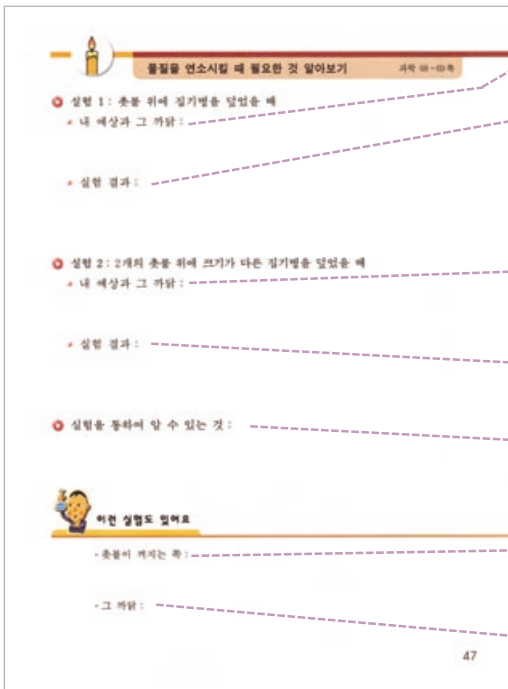 물질을 연소시킬 때 필요한 것 알아보기 과학 68~69쪽
실험 1 : 촛불 위에 집기병을 덮었을 때
내 예상과 그 까닭 :
실험 결과 :
실험 2 : 2개의 촛불 위에 크기가 다른 집기병을 덮었을 때
내 예상과 그 까닭 :
실험 결과 :
실험을 통하여 알 수 있는 것 :
이런 실험도 있어요
- 촛불이 꺼지는 쪽 :
- 그 까닭 :
47